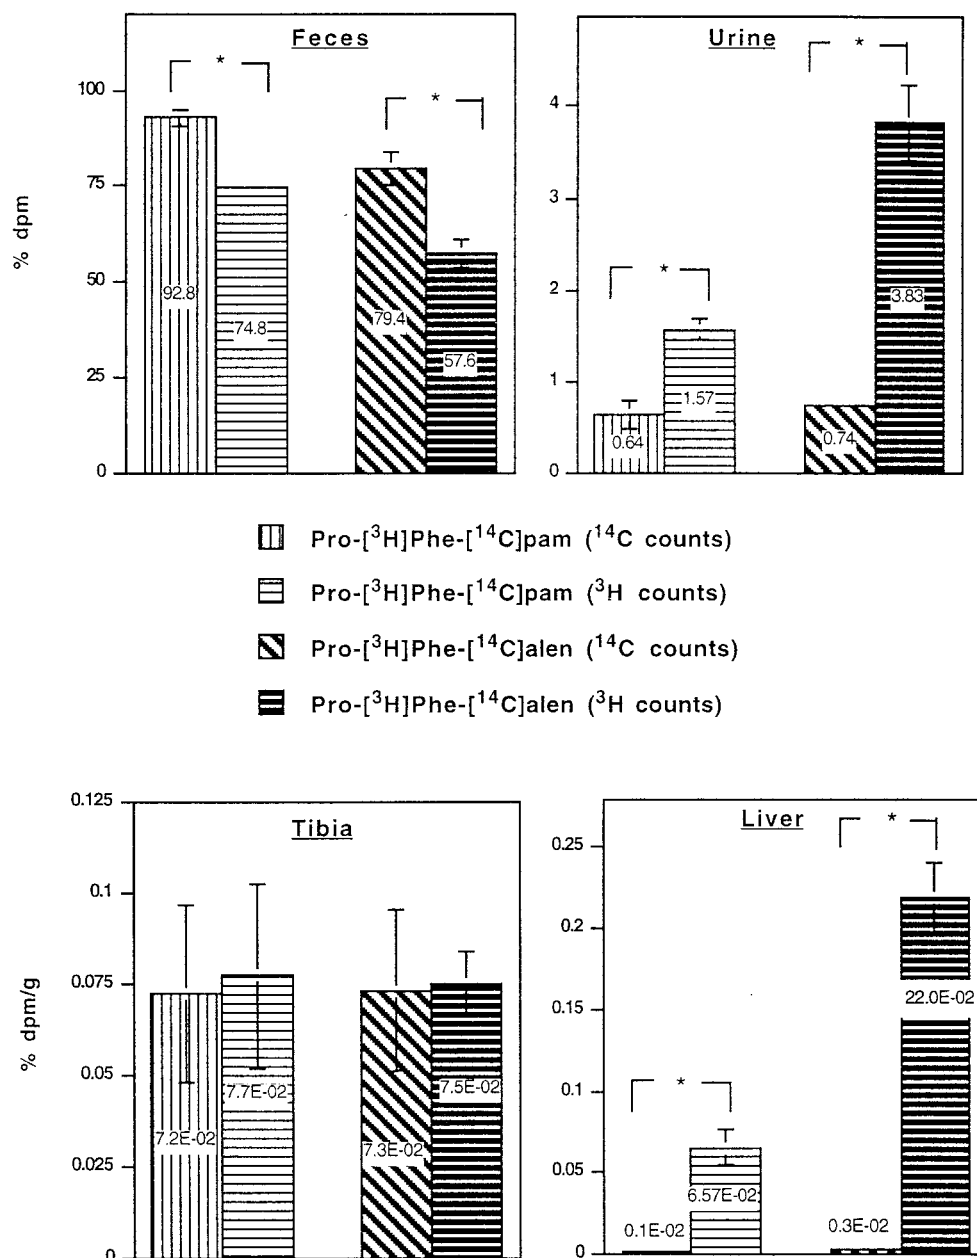 Feces
% dpm
100
75
50
25
0
*
*
92.8
74.8
79.4
57.6
Urine
4
3
2
1
0
*
*
0.64
1.57
0.74
3.83
Pro-[³H]Phe-[¹⁴C]pam (¹⁴C counts)
Pro-[³H]Phe-[¹⁴C]pam (³H counts)
Pro-[³H]Phe-[¹⁴C]alen (¹⁴C counts)
Pro-[³H]Phe-[¹⁴C]alen (³H counts)
Tibia
% dpm/g
0.125
0.1
0.075
0.05
0.025
0
7.2E-02
7.7E-02
7.3E-02
7.5E-02
Liver
0.25
0.2
0.15
0.1
0.05
0
*
*
0.1E-02
6.57E-02
0.3E-02
22.0E-02